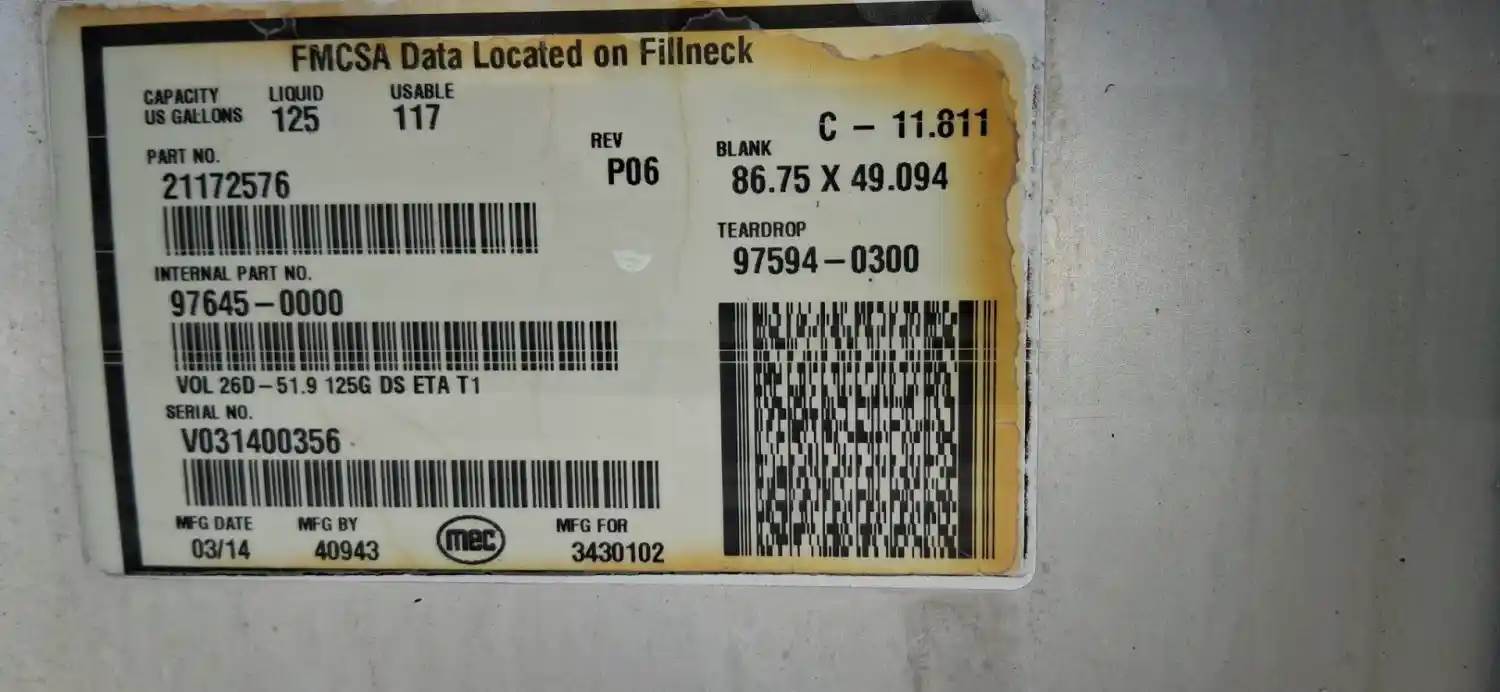 FMCSA Data Located on Fillneck
CAPACITY US GALLONS
LIQUID 125
USABLE 117
C - 11.811
PART NO.
21172576
REV
P06
BLANK
86.75 X 49.094
TEARDROP
97594-0300
INTERNAL PART NO.
97645-0000
VOL 26D-51.9 125G DS ETA T1
SERIAL NO.
V031400356
MFG DATE
03/14
MFG BY
40943
mec
MFG FOR
3430102